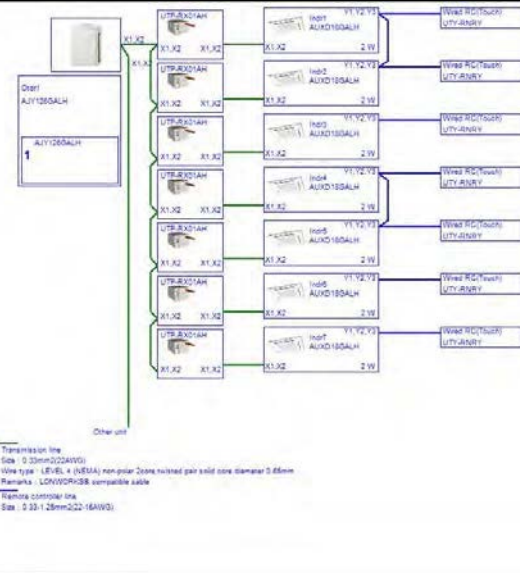 X1,X2
X1,X2
Otdr1
AJY126GALH
AJY126GALH
1
UTP-RX01AH
X1,X2 X1,X2
Indr1
AUXD18GALH
Y1,Y2,Y3
X1,X2 2 W
Wired RC(Touch)
UTY-RNRY
UTP-RX01AH
X1,X2 X1,X2
Indr2
AUXD18GALH
Y1,Y2,Y3
X1,X2 2 W
Wired RC(Touch)
UTY-RNRY
UTP-RX01AH
X1,X2 X1,X2
Indr3
AUXD18GALH
Y1,Y2,Y3
X1,X2 2 W
Wired RC(Touch)
UTY-RNRY
UTP-RX01AH
X1,X2 X1,X2
Indr4
AUXD18GALH
Y1,Y2,Y3
X1,X2 2 W
Wired RC(Touch)
UTY-RNRY
UTP-RX01AH
X1,X2 X1,X2
Indr5
AUXD18GALH
Y1,Y2,Y3
X1,X2 2 W
Wired RC(Touch)
UTY-RNRY
UTP-RX01AH
X1,X2 X1,X2
Indr6
AUXD18GALH
Y1,Y2,Y3
X1,X2 2 W
Wired RC(Touch)
UTY-RNRY
UTP-RX01AH
X1,X2 X1,X2
Indr7
AUXD18GALH
Y1,Y2,Y3
X1,X2 2 W
Wired RC(Touch)
UTY-RNRY
Other unit
Transmission line
Size : 0.33mm2(22AWG)
Wire type : LEVEL 4 (NEMA) non-polar 2core, twisted pair solid core diameter 0.65mm
Remarks : LONWORKS® compatible cable
Remote controller line
Size : 0.33-1.25mm2(22-16AWG)